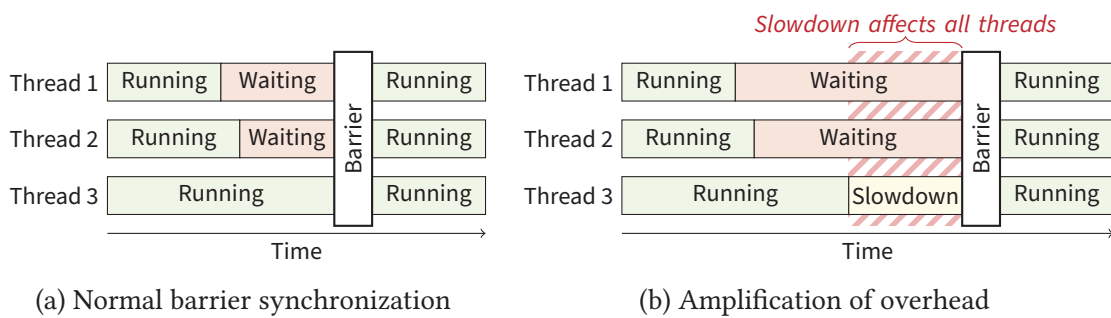 Slowdown affects all threads
Thread 1 Running Waiting Running
Thread 2 Running Waiting Running
Thread 3 Running Running
Barrier
Time
(a) Normal barrier synchronization
Thread 1 Running Waiting Running
Thread 2 Running Waiting Running
Thread 3 Running Slowdown Running
Barrier
Time
(b) Amplification of overhead